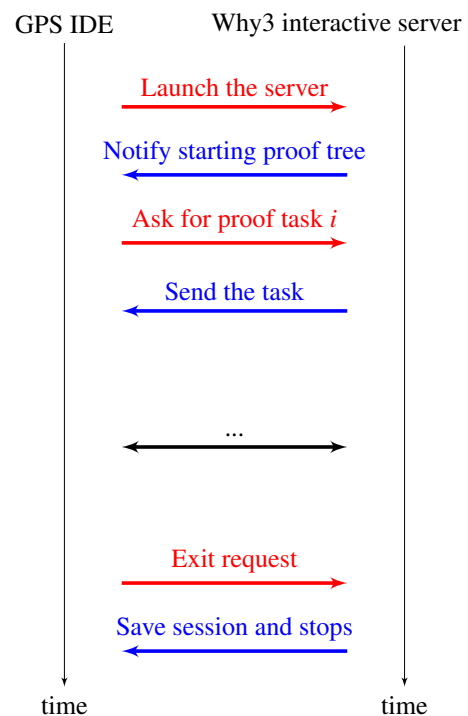 GPS IDE
Why3 interactive server
Launch the server
Notify starting proof tree
Ask for proof task i
Send the task
...
Exit request
Save session and stops
time
time